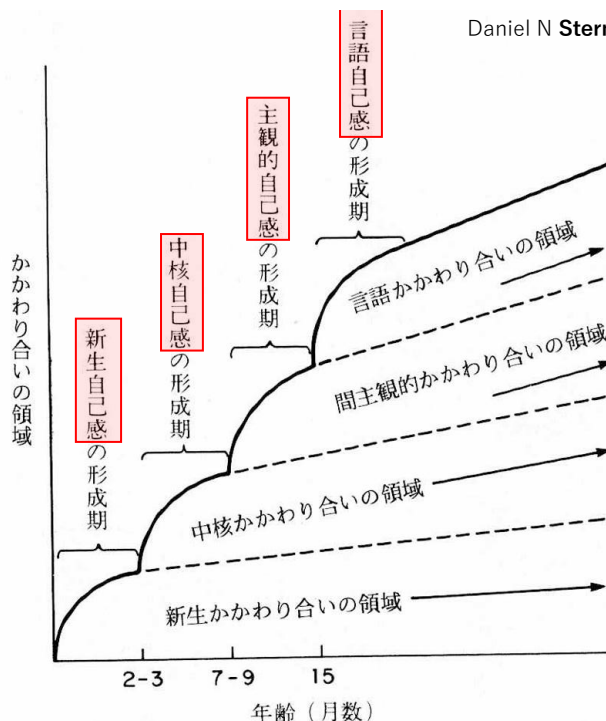 Daniel N Stern
言語自己感の形成期
主観的自己感の形成期
中核自己感の形成期
新生自己感の形成期
かかわり合いの領域
言語かかわり合いの領域
間主観的かかわり合いの領域
中核かかわり合いの領域
新生かかわり合いの領域
2-3
7-9
15
年齢（月数）